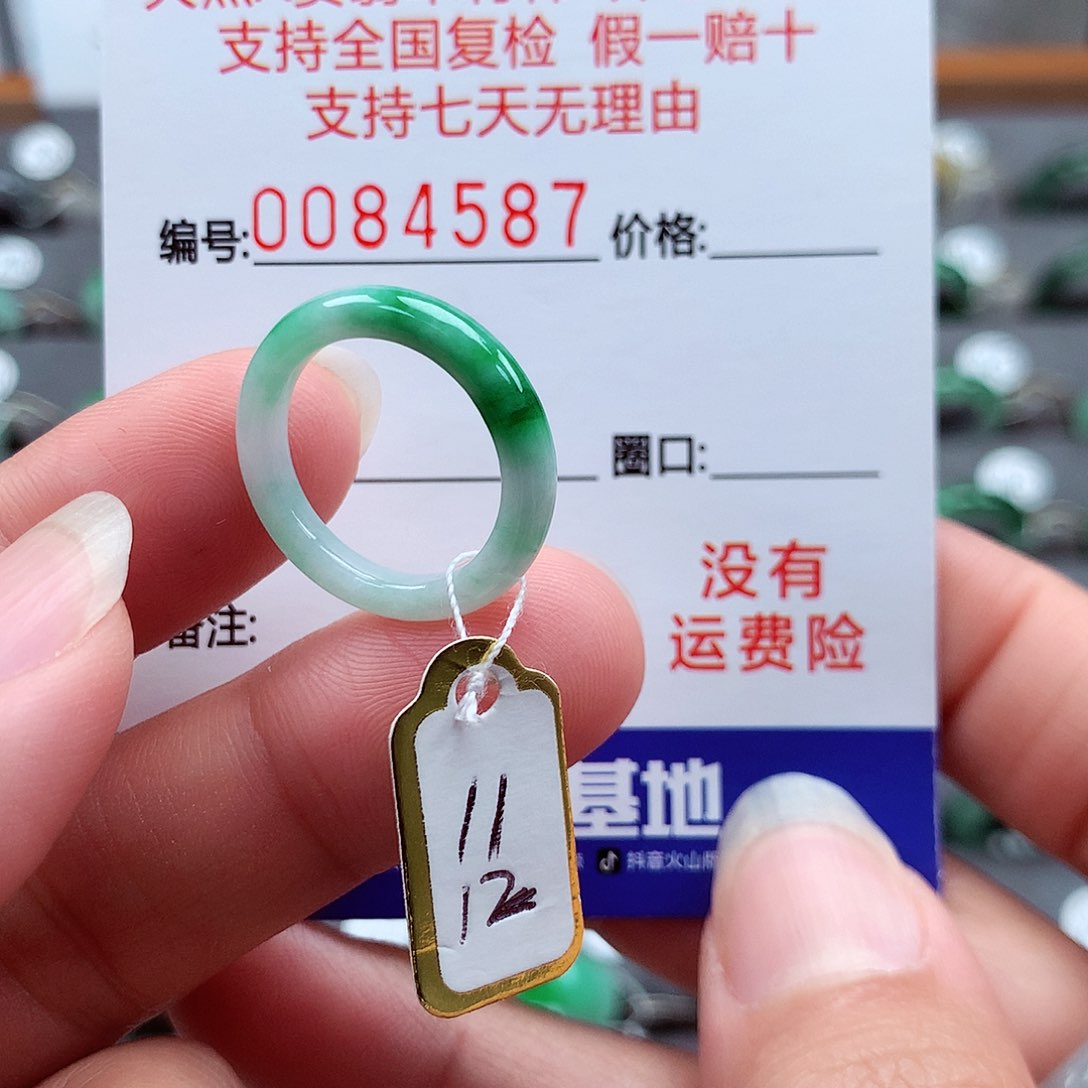 支持全国复检 假一赔十
支持七天无理由
编号:0084587 价格:
圈口:
备注:
没有
运费险
基地
抖音火山版
11
12